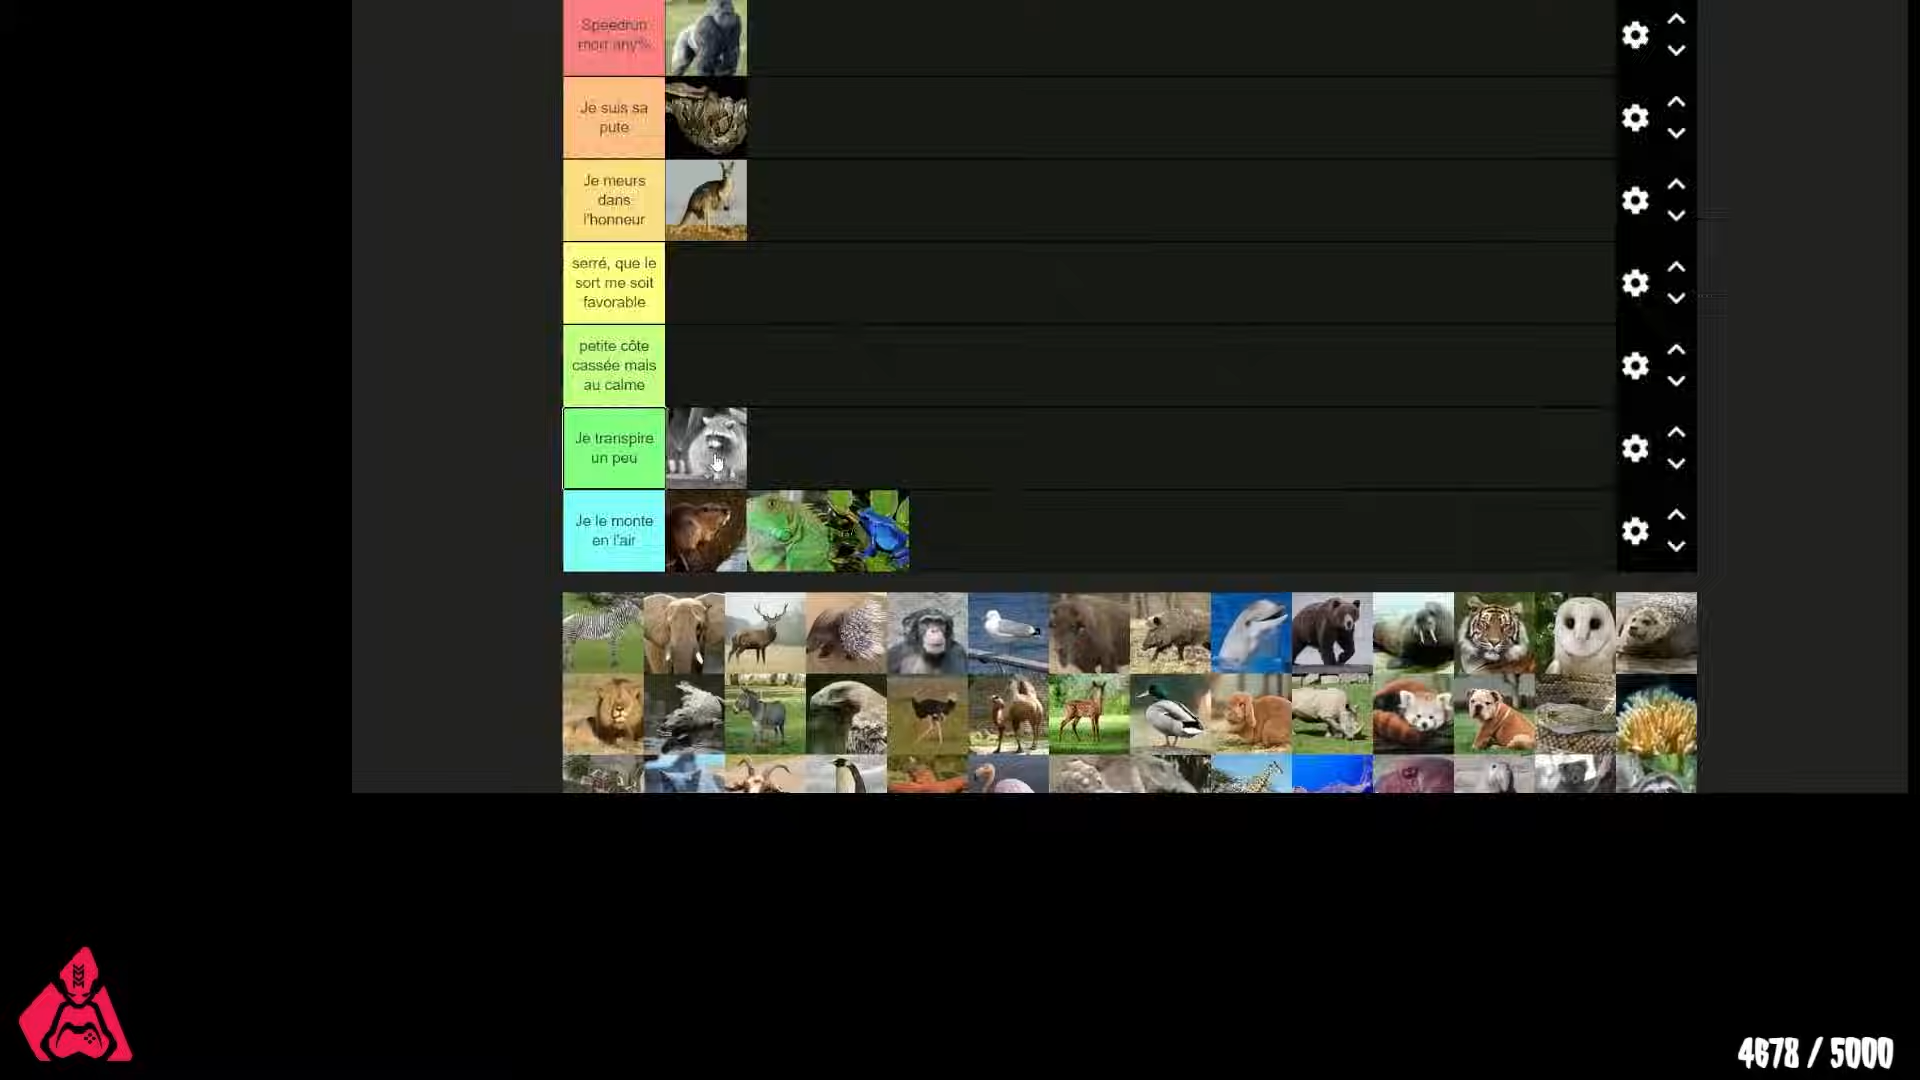 Speedrun
mort any%
Je suis sa
pute
Je meurs
dans
l'honneur
serré, que le
sort me soit
favorable
petite côte
cassée mais
au calme
Je transpire
un peu
Je le monte
en l'air
4678 / 5000